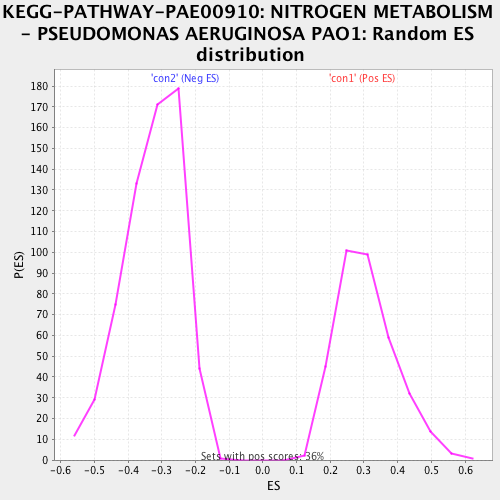 KEGG-PATHWAY-PAE00910: NITROGEN METABOLISM
- PSEUDOMONAS AERUGINOSA PAO1: Random ES
distribution
'con2' (Neg ES) 'con1' (Pos ES)
180
170
160
150
140
130
120
110
100
90
80
70
60
50
40
30
20
10
0
P(ES)
Sets with pos scores: 36%
-0.6 -0.5 -0.4 -0.3 -0.2 -0.1 0.0 0.1 0.2 0.3 0.4 0.5 0.6
ES